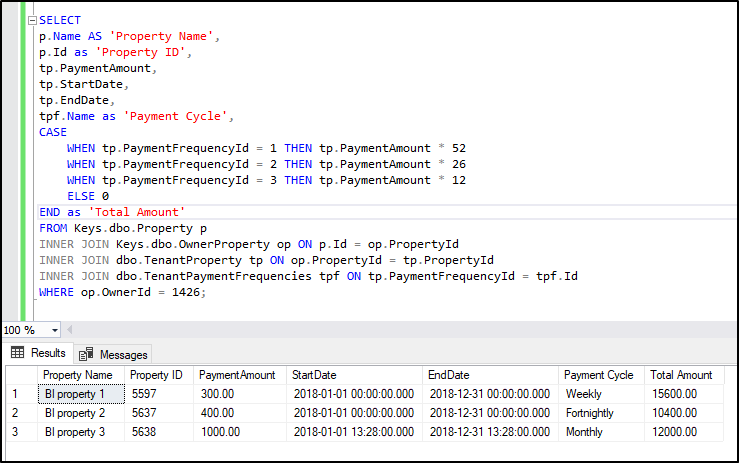 SELECT
p.Name AS 'Property Name',
p.Id as 'Property ID',
tp.PaymentAmount,
tp.StartDate,
tp.EndDate,
tpf.Name as 'Payment Cycle',
CASE
WHEN tp.PaymentFrequencyId = 1 THEN tp.PaymentAmount * 52
WHEN tp.PaymentFrequencyId = 2 THEN tp.PaymentAmount * 26
WHEN tp.PaymentFrequencyId = 3 THEN tp.PaymentAmount * 12
ELSE 0
END as 'Total Amount'
FROM Keys.dbo.Property p
INNER JOIN Keys.dbo.OwnerProperty op ON p.Id = op.PropertyId
INNER JOIN dbo.TenantProperty tp ON op.PropertyId = tp.PropertyId
INNER JOIN dbo.TenantPaymentFrequencies tpf ON tp.PaymentFrequencyId = tpf.Id
WHERE op.OwnerId = 1426;
100 %
Results Messages
Property Name Property ID PaymentAmount StartDate EndDate Payment Cycle Total Amount
1 BI property 1 5597 300.00 2018-01-01 00:00:00.000 2018-12-31 00:00:00.000 Weekly 15600.00
2 BI property 2 5637 400.00 2018-01-01 00:00:00.000 2018-12-31 00:00:00.000 Fortnightly 10400.00
3 BI property 3 5638 1000.00 2018-01-01 13:28:00.000 2018-12-31 13:28:00.000 Monthly 12000.00